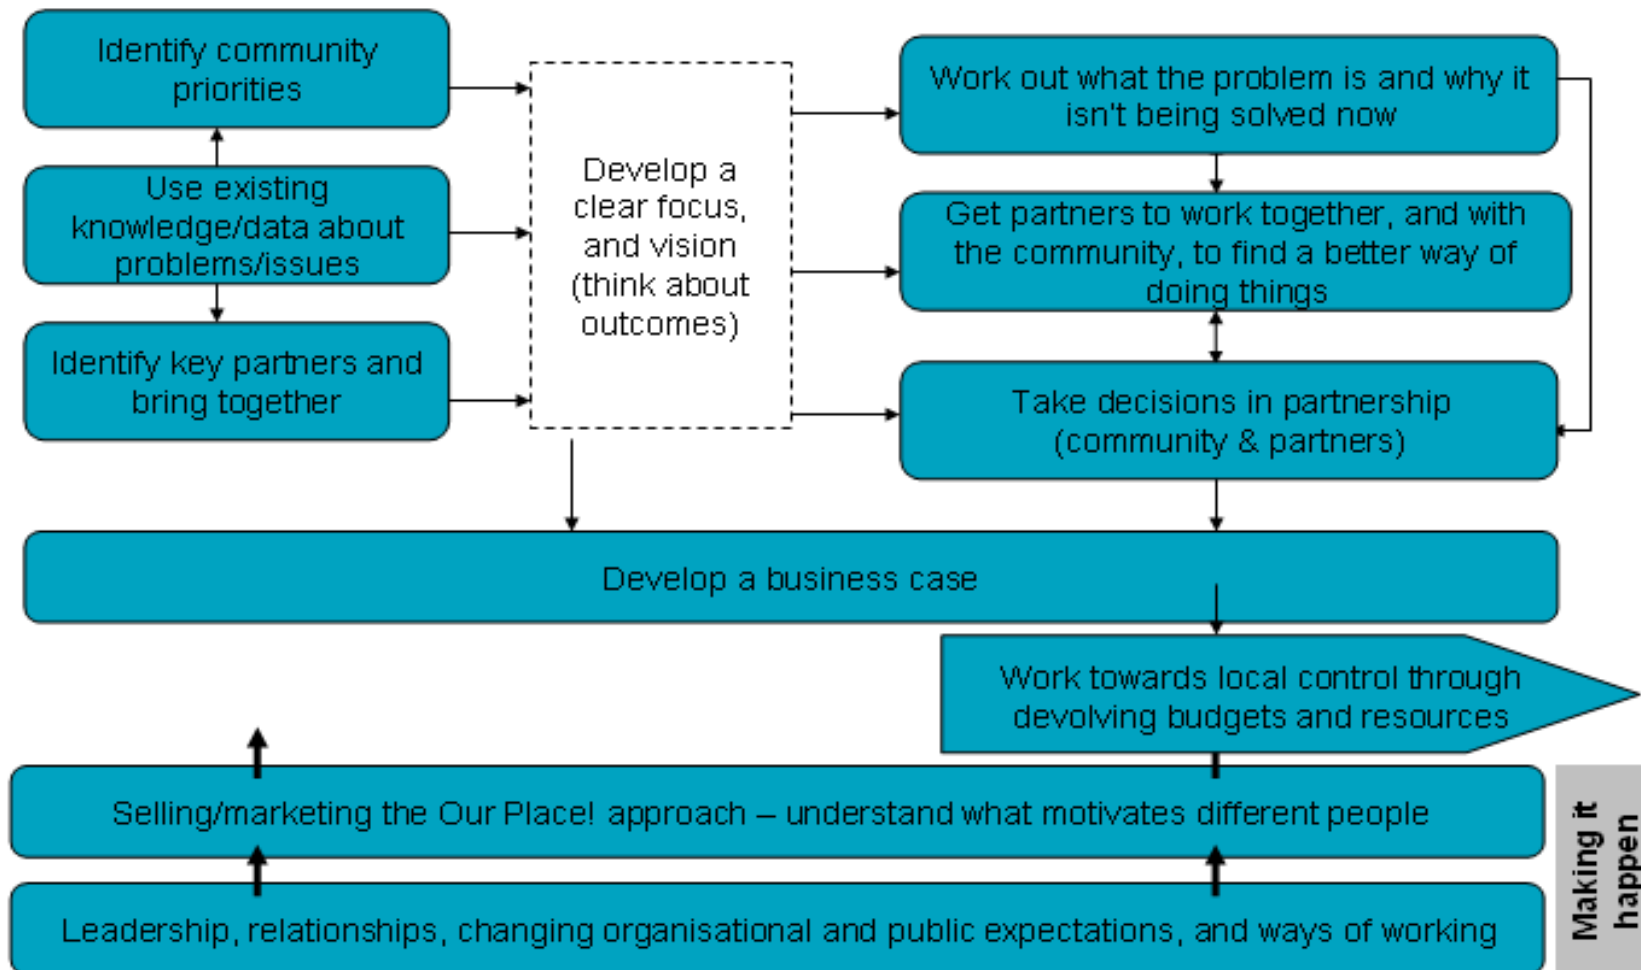 Identify community
priorities
Use existing
knowledge/data about
problems/issues
Identify key partners and
bring together
Develop a
clear focus,
and vision
(think about
outcomes)
Work out what the problem is and why it
isn't being solved now
Get partners to work together, and with
the community, to find a better way of
doing things
Take decisions in partnership
(community & partners)
Develop a business case
Work towards local control through
devolving budgets and resources
Selling/marketing the Our Place! approach – understand what motivates different people
Leadership, relationships, changing organisational and public expectations, and ways of working
Making it
happen